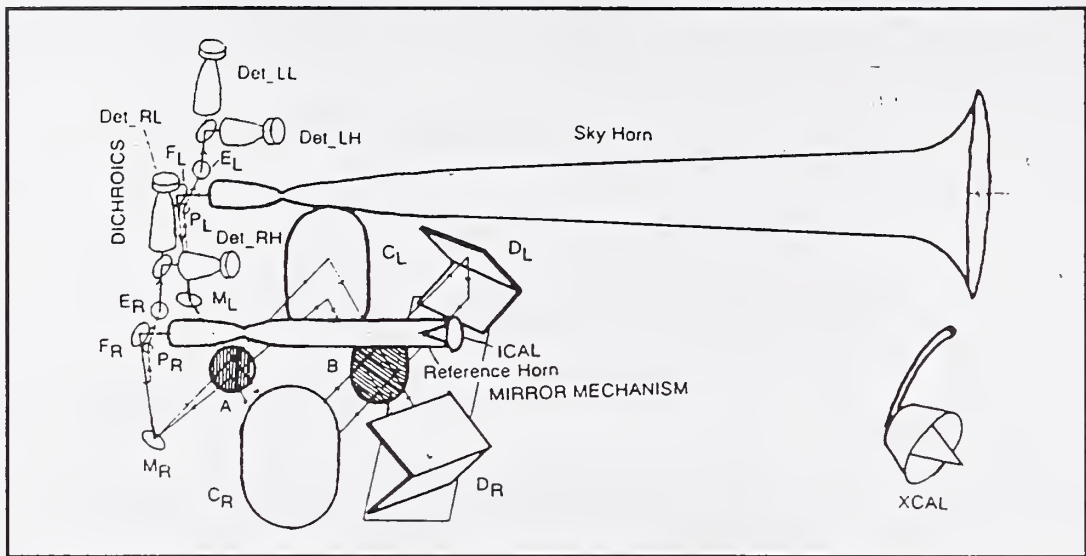 Det_LL
Det_RL
Det_LH
Sky Horn
F_L
E_L
DICHROICS
P_L
Det_RH
C_L
D_L
E_R
M_L
F_R
P_R
ICAL
B
Reference Horn
MIRROR MECHANISM
A
M_R
C_R
D_R
XCAL